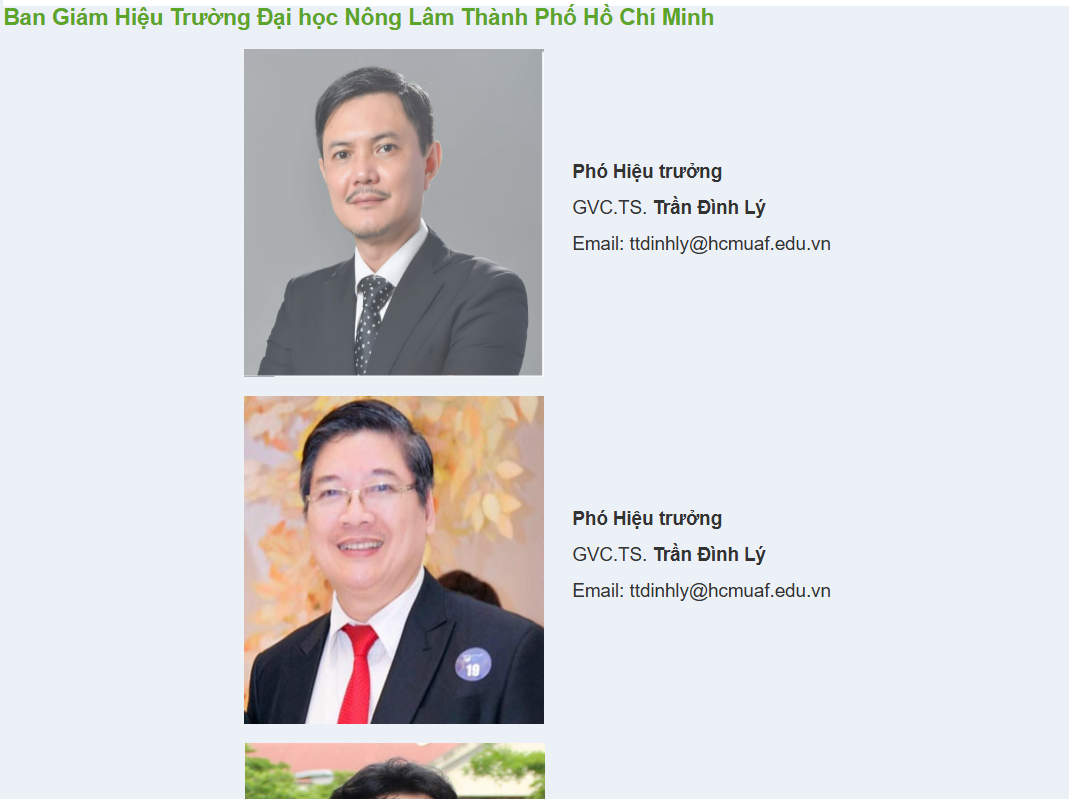 Ban Giám Hiệu Trường Đại học Nông Lâm Thành Phố Hồ Chí Minh
Phó Hiệu trưởng
GVC.TS. Trần Đình Lý
Email: ttdinhly@hcmuaf.edu.vn
Phó Hiệu trưởng
GVC.TS. Trần Đình Lý
Email: ttdinhly@hcmuaf.edu.vn
19